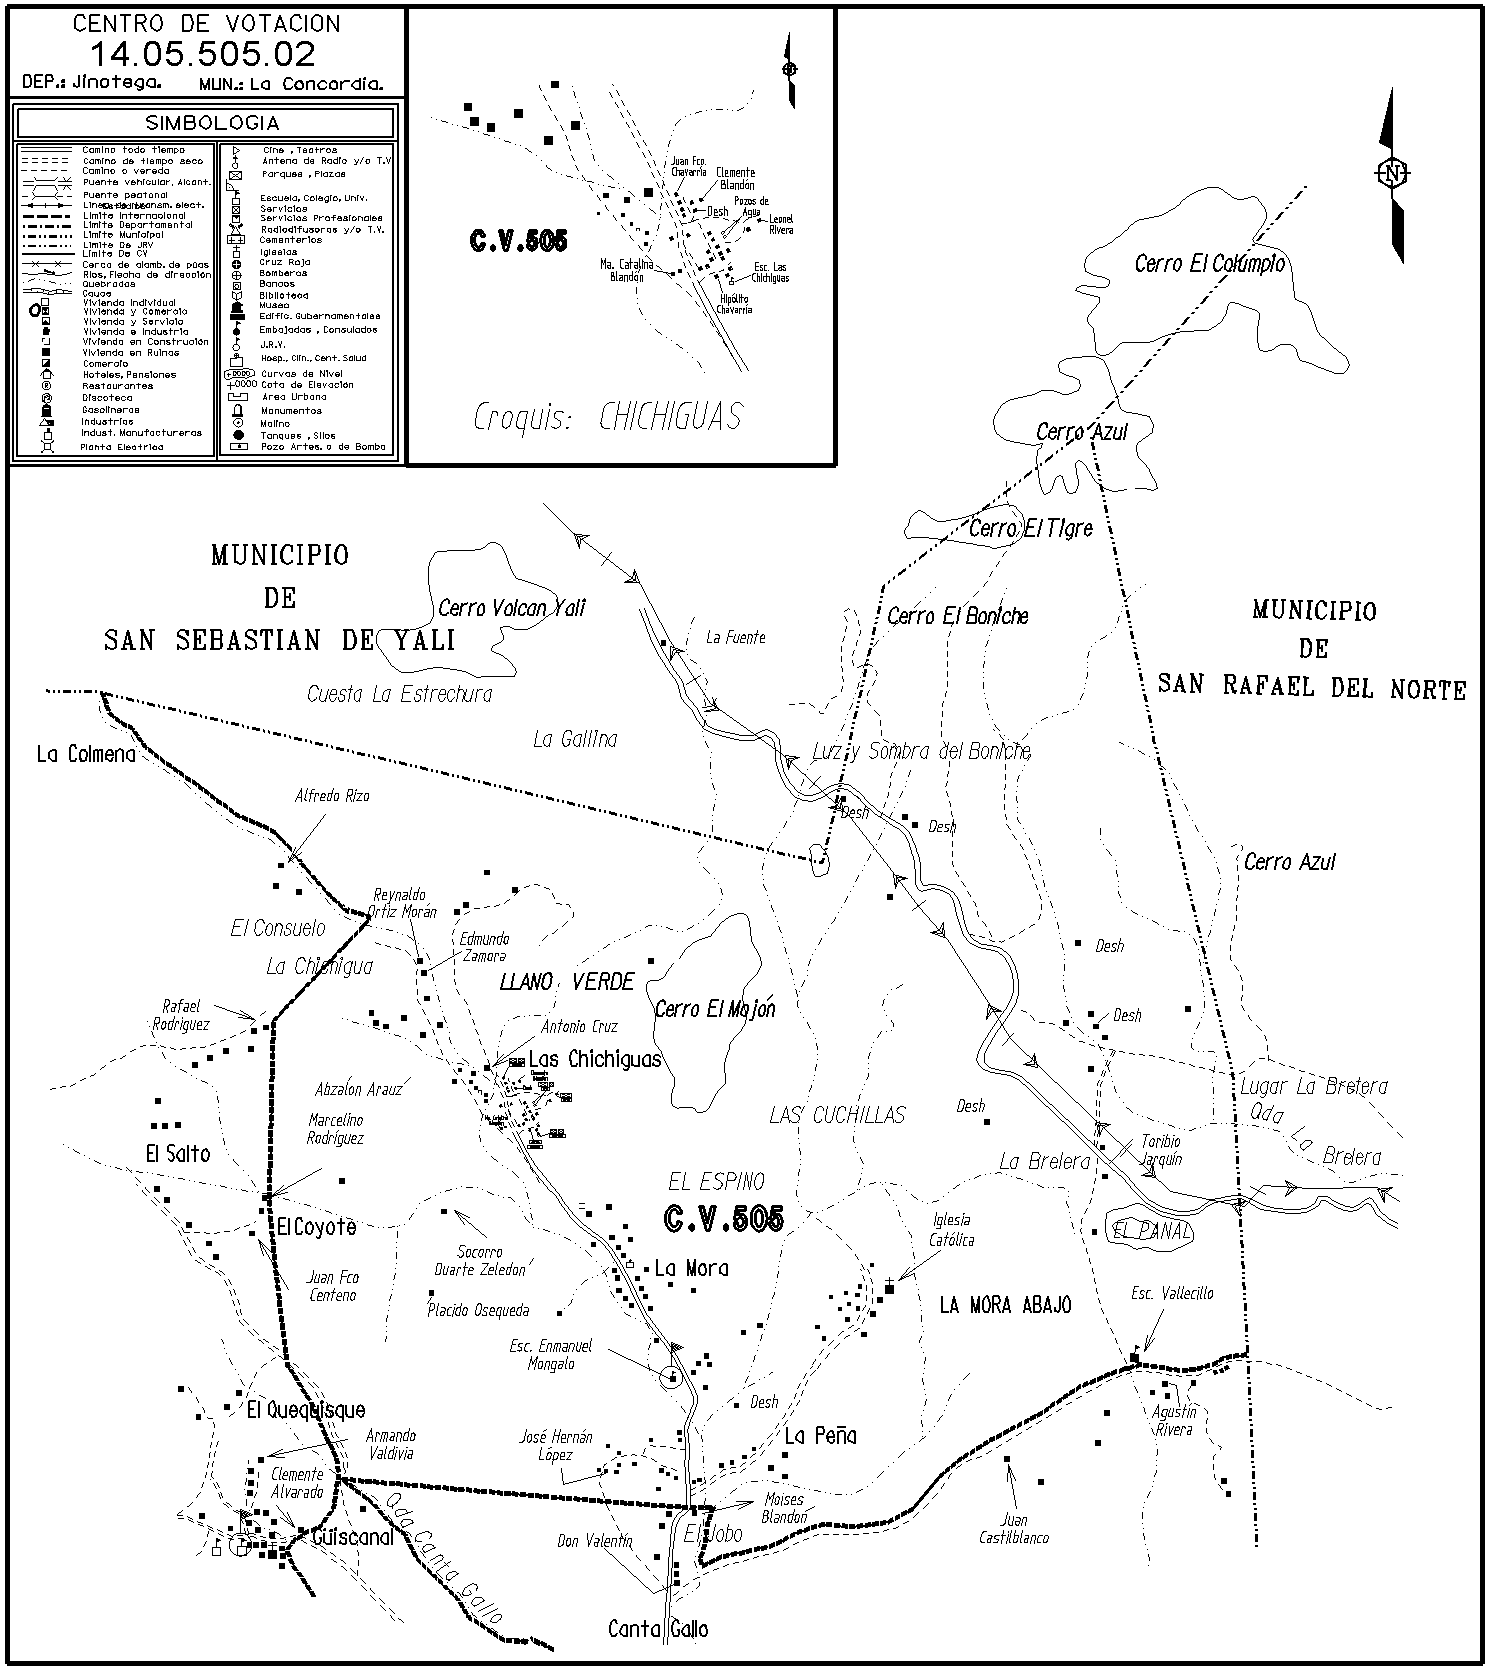 CENTRO DE VOTACION
14.05.505.02
DEP.: Jinotega. MUN.: La Concordia.
SIMBOLOGIA
Camino todo tiempo
Camino de tiempo seco
Camino o vereda
Puente vehicular, Alcant.
Puente peatonal
Linea de transm. elect.
Limite Internacional
Limite Departamental
Limite Municipal
Limite De JRV
Limite De CV
Cerca de alamb. de púas
Rios, Flecha de dirección
Quebradas
Cauce
Vivienda Individual
Vivienda y Comercio
Vivienda y Servicio
Vivienda e Industria
Vivienda en Construción
Vivienda en Ruinas
Comercio
Hoteles, Pensiones
Restaurantes
Discoteca
Gasolineras
Industrias
Indust. Manufactureras
Planta Electrica
Cine , Teatros
Antena de Radio y/o T.V
Parques , Plazas
Escuela, Colegio, Univ.
Servicios
Servicios Profesionales
Radiodifusoras y/o T.V.
Cementerios
Iglesias
Cruz Roja
Bomberos
Bancos
Biblioteca
Museo
Edific. Gubernamentales
Embajadas , Consulados
J.R.V.
Hosp., Clin., Cent. Salud
Curvas de Nivel
Cota de Elevación
Area Urbana
Monumentos
Molino
Tanques , Silos
Pozo Artes. o de Bomba
Juan Fco.
Chavarría
Clemente
Blandón
Desh
Pozos de
Agua
Leonel
Rivera
C.V.505
Ma. Catalina
Blandón
Esc. Las
Chichiguas
Hipólito
Chavarría
Croquis: CHICHIGUAS
N
Cerro El Columpio
Cerro Azul
Cerro El Tigre
MUNICIPIO
DE
SAN SEBASTIAN DE YALI
Cerro Volcan Yali
Cerro El Boniche
MUNICIPIO
DE
SAN RAFAEL DEL NORTE
La Fuente
Cuesta La Estrechura
La Gallina
Luz y Sombra del Boniche
La Colmena
Alfredo Rizo
Desh
Desh
Cerro Azul
Reynaldo
Ortiz Morán
El Consuelo
Edmundo
Zamora
Desh
La Chichigua
LLANO VERDE
Cerro El Mojón
Rafael
Rodriguez
Antonio Cruz
Desh
Las Chichiguas
Abzalón Arauz
Marcelino
Rodríguez
LAS CUCHILLAS
Desh
Lugar La Brelera
Qda La Brelera
El Salto
Toribio
Jarquín
La Brelera
EL ESPINO
C.V.505
El Coyote
Iglesia
Católica
EL PANAL
Socorro
Duarte Zeledon
La Mora
Juan Fco
Centeno
Placido Osequeda
LA MORA ABAJO
Esc. Vallecillo
Esc. Enmanuel
Mongalo
El Quequisque
Desh
Agustín
Rivera
Armando
Valdivia
José Hernán
López
La Peña
Clemente
Alvarado
Moises
Blandon
Juan
Castilblanco
Qda Canta Gallo
Güiscanal
Don Valentín
El Jobo
Canta Gallo